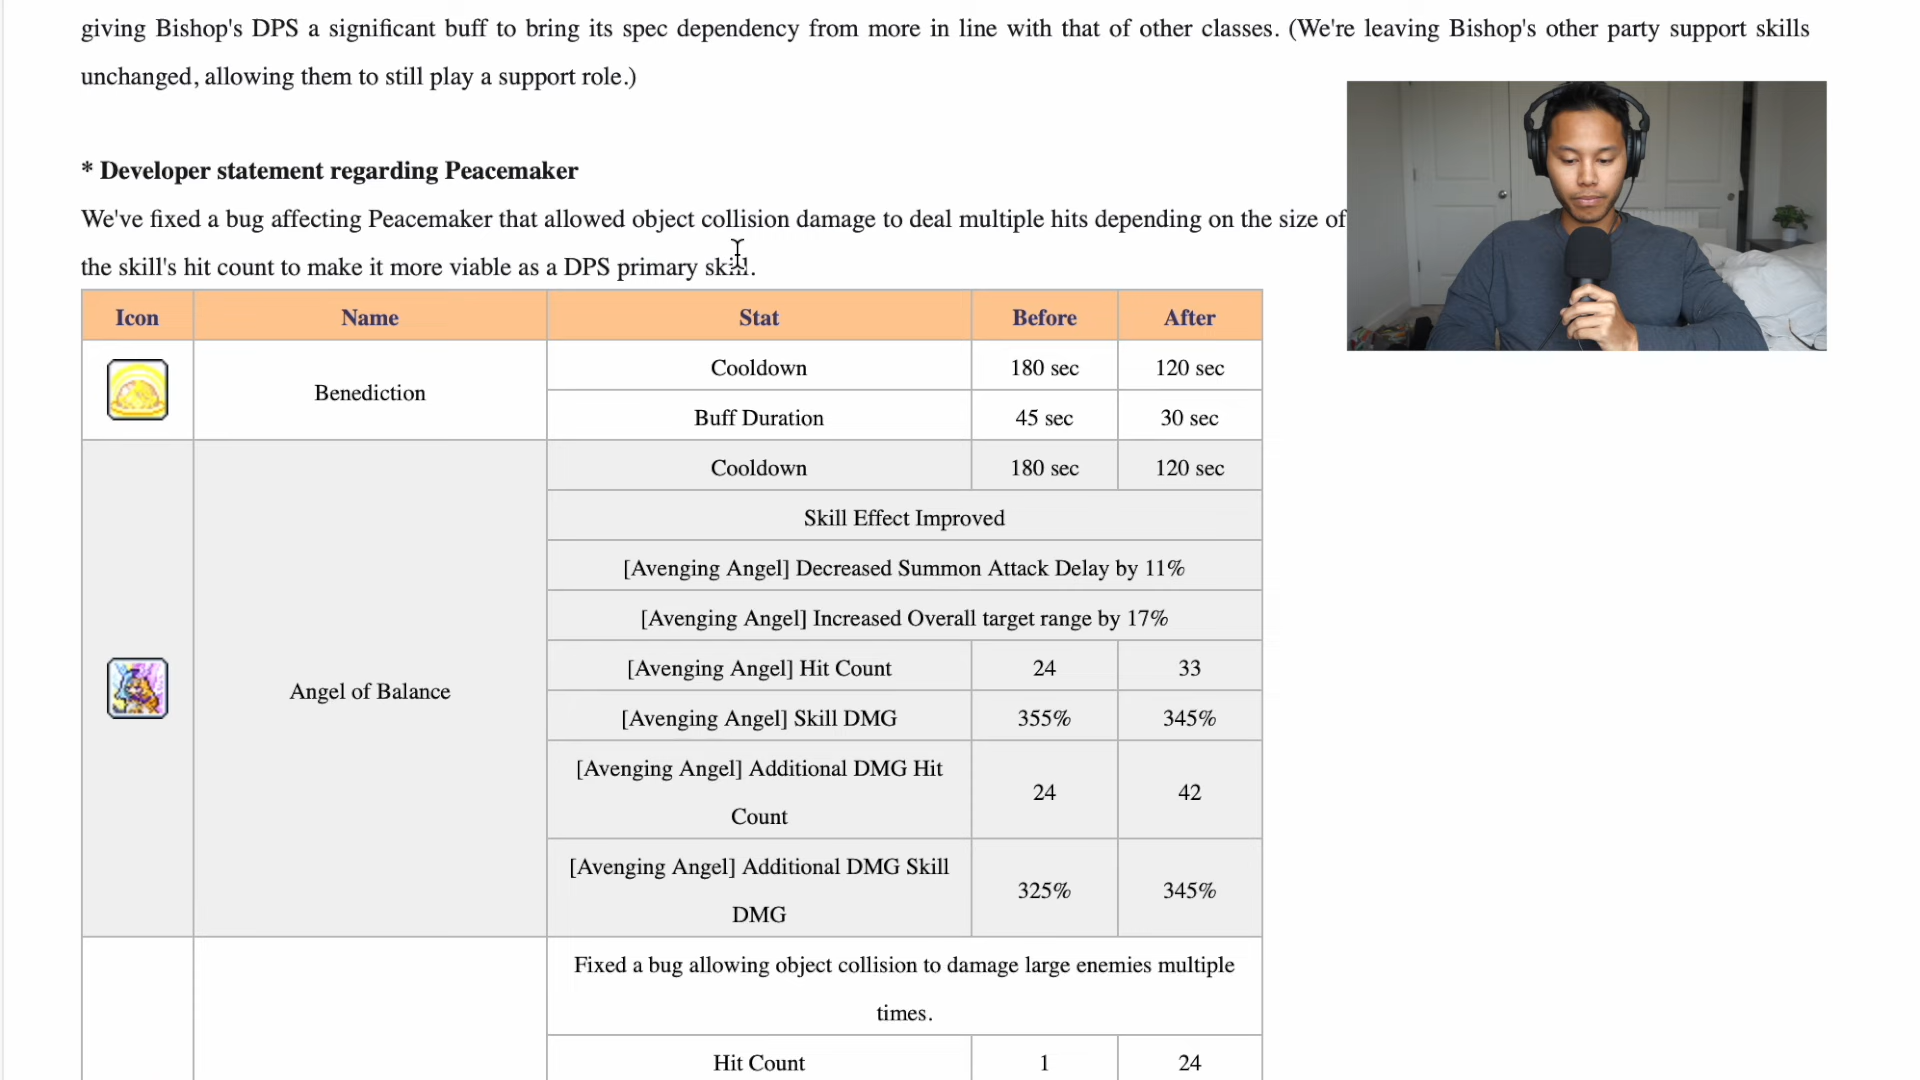 giving Bishop's DPS a significant buff to bring its spec dependency from more in line with that of other classes. (We're leaving Bishop's other party support skills
unchanged, allowing them to still play a support role.)
* Developer statement regarding Peacemaker
We've fixed a bug affecting Peacemaker that allowed object collision damage to deal multiple hits depending on the size of
the skill's hit count to make it more viable as a DPS primary skill.
Icon Name Stat Before After
Benediction
Cooldown 180 sec 120 sec
Buff Duration 45 sec 30 sec
Angel of Balance
Cooldown 180 sec 120 sec
Skill Effect Improved
[Avenging Angel] Decreased Summon Attack Delay by 11%
[Avenging Angel] Increased Overall target range by 17%
[Avenging Angel] Hit Count 24 33
[Avenging Angel] Skill DMG 355% 345%
[Avenging Angel] Additional DMG Hit
Count
24 42
[Avenging Angel] Additional DMG Skill
DMG
325% 345%
Fixed a bug allowing object collision to damage large enemies multiple
times.
Hit Count 1 24